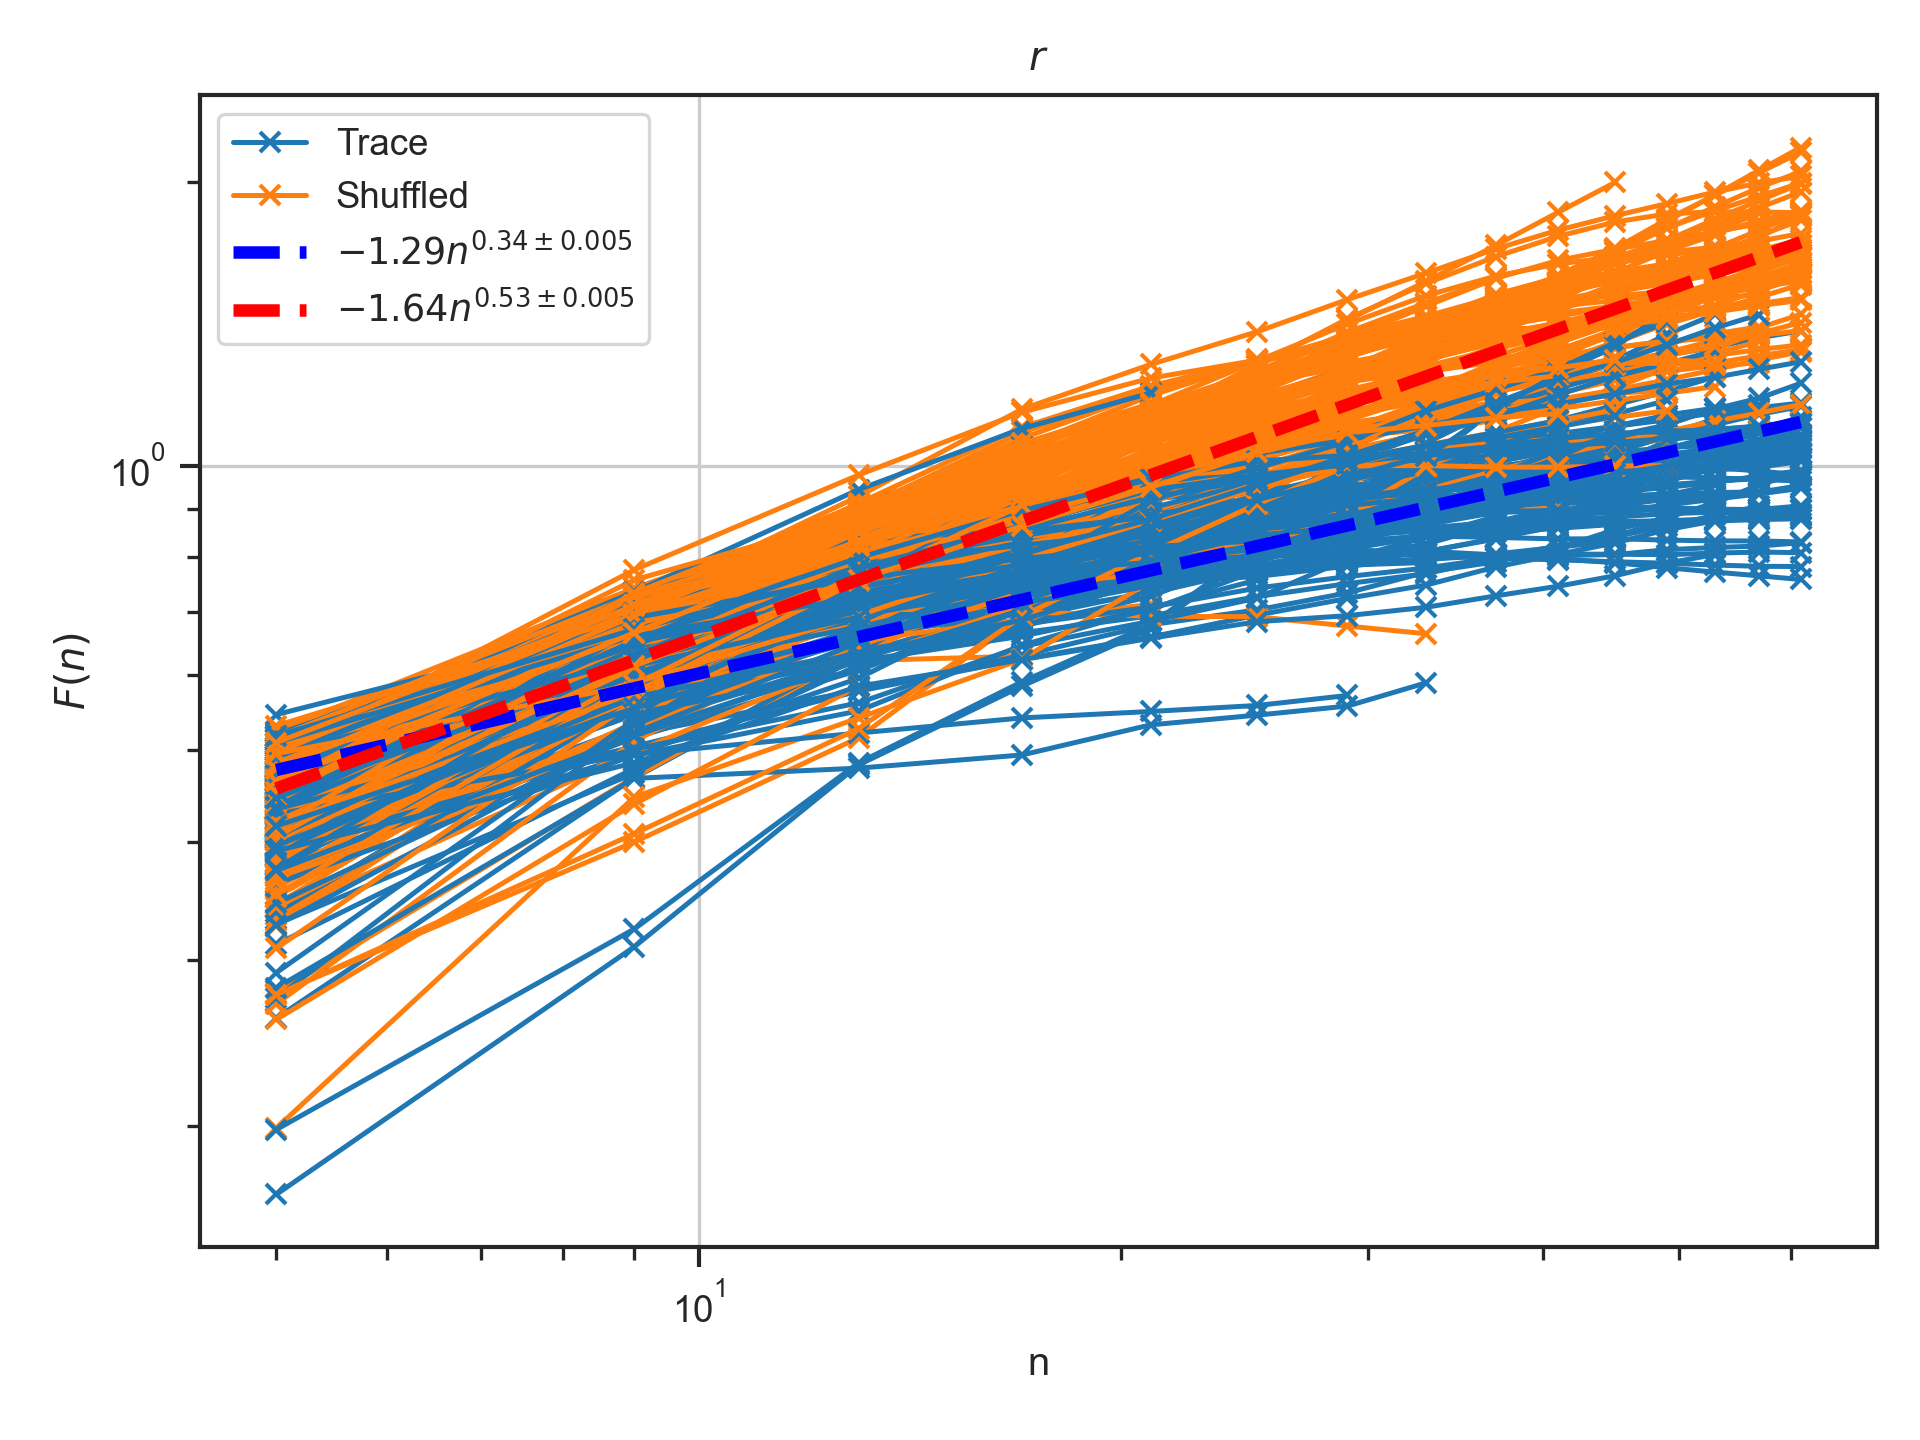 r
Trace
Shuffled
−1.29n^{0.34±0.005}
−1.64n^{0.53±0.005}
10^0
F(n)
10^1
n